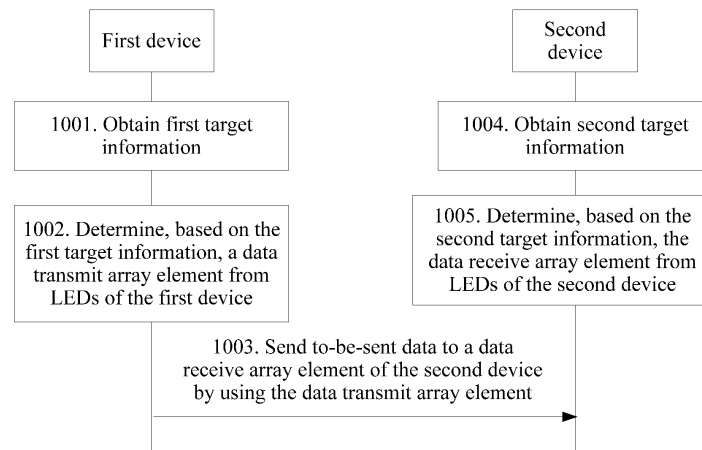 First device
Second
device
1001. Obtain first target
information
1004. Obtain second target
information
1002. Determine, based on the
first target information, a data
transmit array element from
LEDs of the first device
1005. Determine, based on the
second target information, the
data receive array element from
LEDs of the second device
1003. Send to-be-sent data to a data
receive array element of the second device
by using the data transmit array element